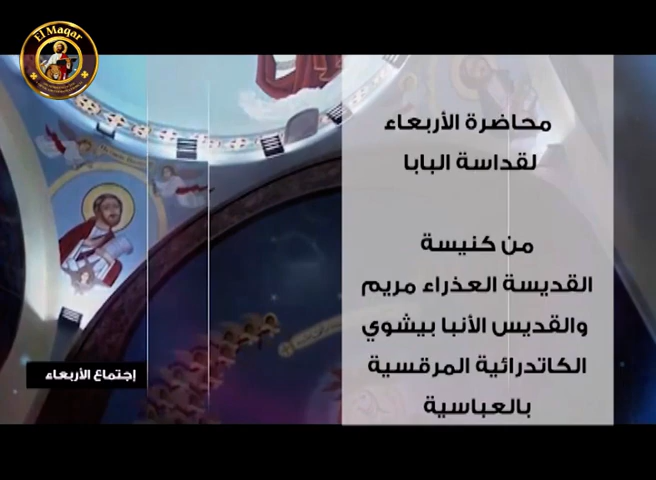 El Maqar
محاضرة الأربعاء
لقداسة البابا
من كنيسة
القديسة العذراء مريم
والقديس الأنبا بيشوي
الكاتدرائية المرقسية
بالعباسية
إجتماع الأربعاء